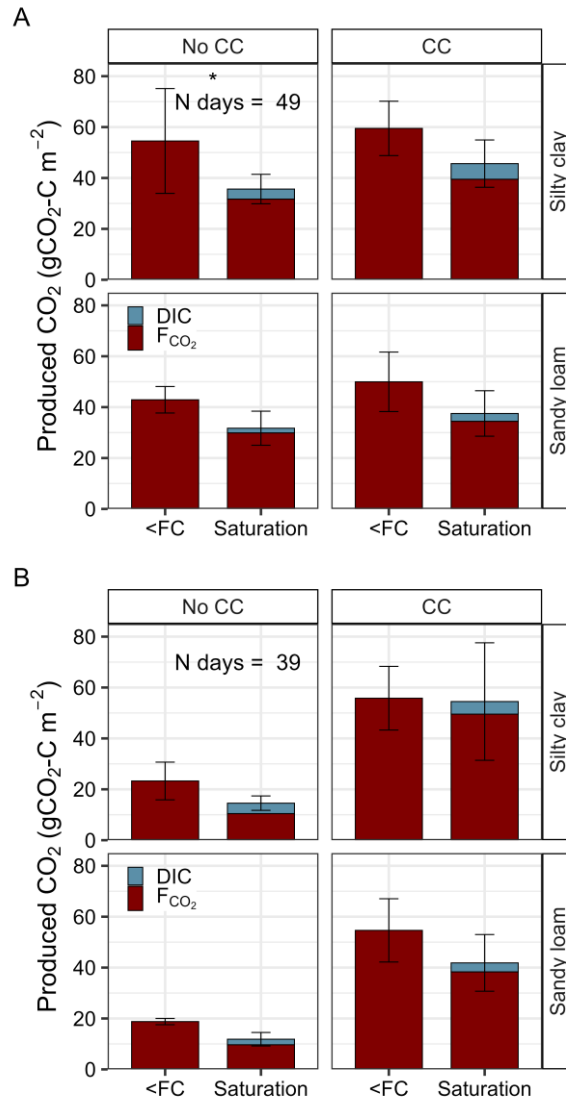 A
No CC
CC
*
N days = 49
80
60
40
20
0
Silty clay
DIC
F_CO₂
80
60
40
20
0
Sandy loam
Produced CO₂ (gCO₂-C m⁻²)
<FC Saturation
<FC Saturation
B
No CC
CC
N days = 39
80
60
40
20
0
Silty clay
DIC
F_CO₂
80
60
40
20
0
Sandy loam
Produced CO₂ (gCO₂-C m⁻²)
<FC Saturation
<FC Saturation